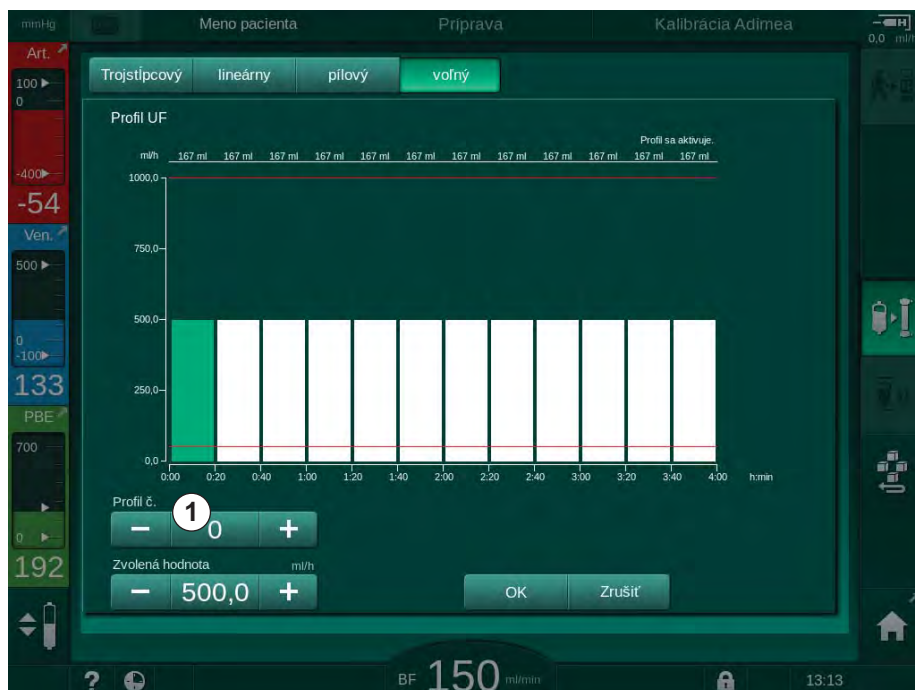 mmHg Meno pacienta Príprava Kalibrácia Adimea 0,0 ml/h
Art.
100
0
-400
-54
Ven.
500
0
-100
133
PBE
700
0
192
Trojstĺpcový lineárny pílový voľný
Profil UF
Profil sa aktivuje.
ml/h 167 ml 167 ml 167 ml 167 ml 167 ml 167 ml 167 ml 167 ml 167 ml 167 ml 167 ml 167 ml
1000,0
750,0
500,0
250,0
0,0
0:00 0:20 0:40 1:00 1:20 1:40 2:00 2:20 2:40 3:00 3:20 3:40 4:00 h:min
Profil č.
1
− 0 +
Zvolená hodnota ml/h
− 500,0 +
OK Zrušiť
? BF 150 ml/min 13:13